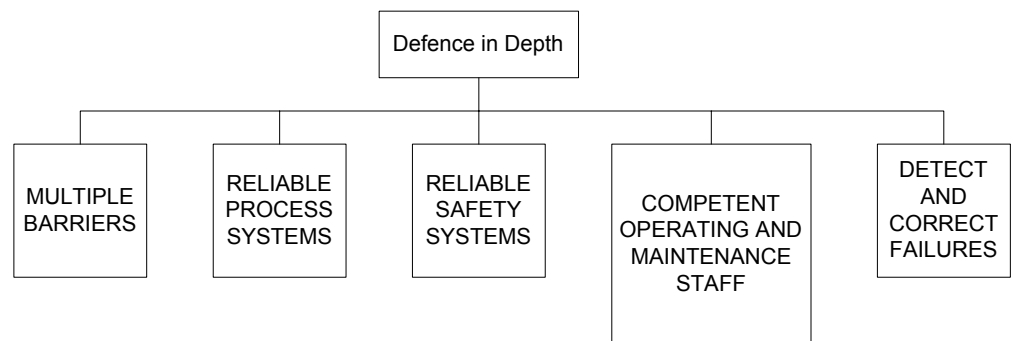 Defence in Depth
MULTIPLE
BARRIERS
RELIABLE
PROCESS
SYSTEMS
RELIABLE
SAFETY
SYSTEMS
COMPETENT
OPERATING AND
MAINTENANCE
STAFF
DETECT
AND
CORRECT
FAILURES